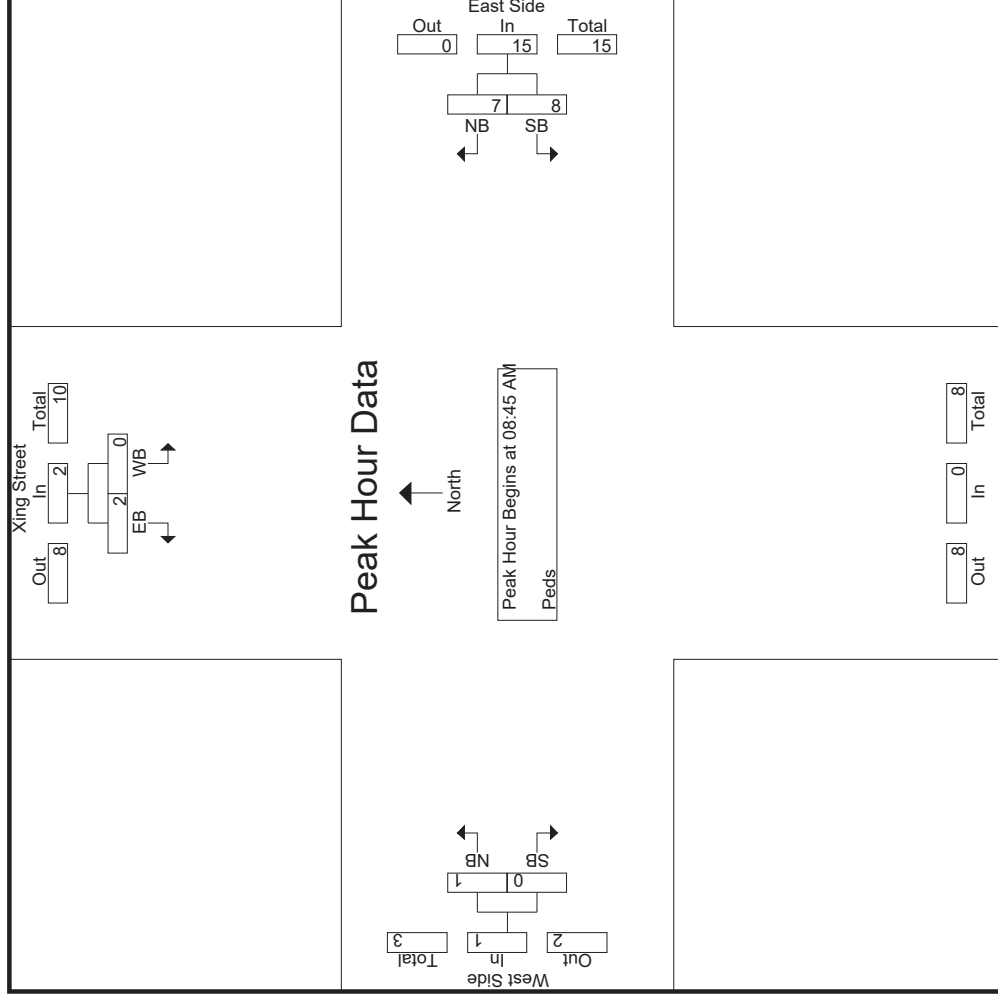 East Side
Out In Total
0 15 15
7 8
NB SB
Xing Street
Out In Total
8 2 10
2 0
EB WB
Peak Hour Data
North
Peak Hour Begins at 08:45 AM
Peds
West Side
Out In Total
2 1 3
0 1
SB NB
8 0 8
Out In Total